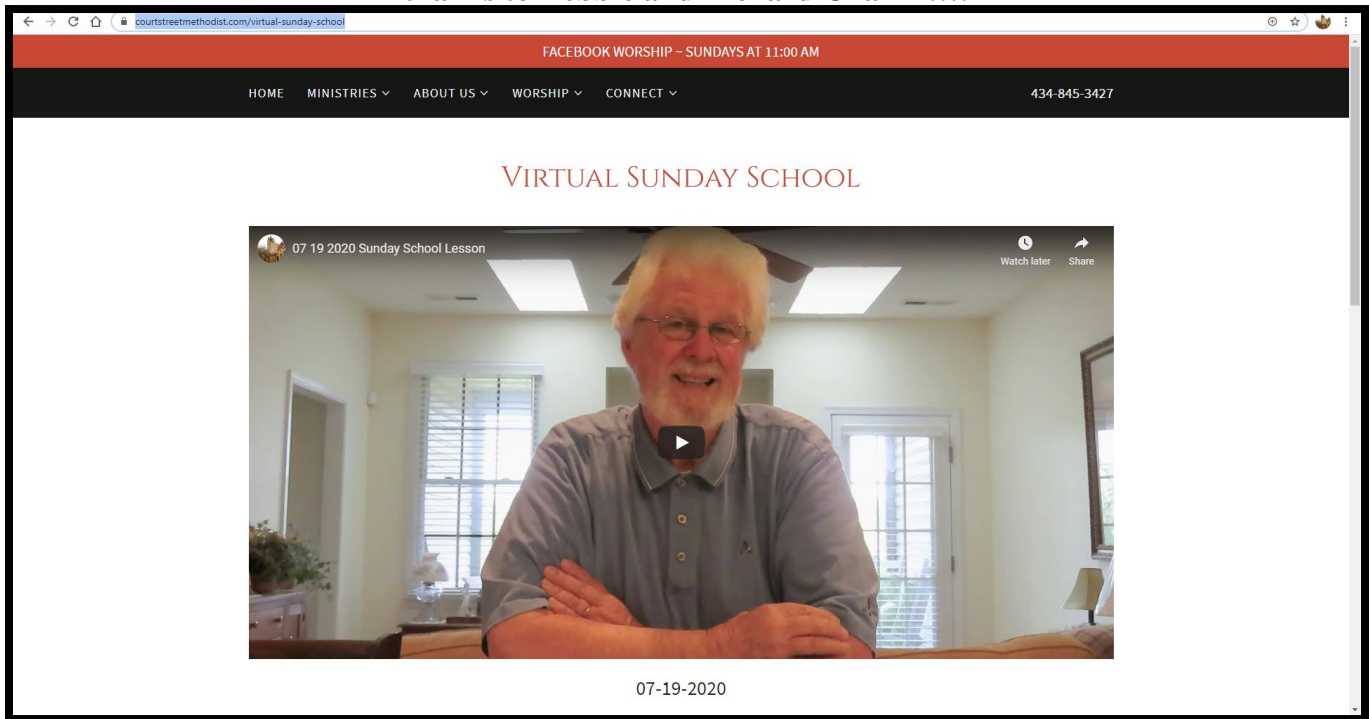 courtstreetmethodist.com/virtual-sunday-school
FACEBOOK WORSHIP – SUNDAYS AT 11:00 AM
HOME MINISTRIES ABOUT US WORSHIP CONNECT 434-845-3427
VIRTUAL SUNDAY SCHOOL
07 19 2020 Sunday School Lesson
Watch later Share
07-19-2020